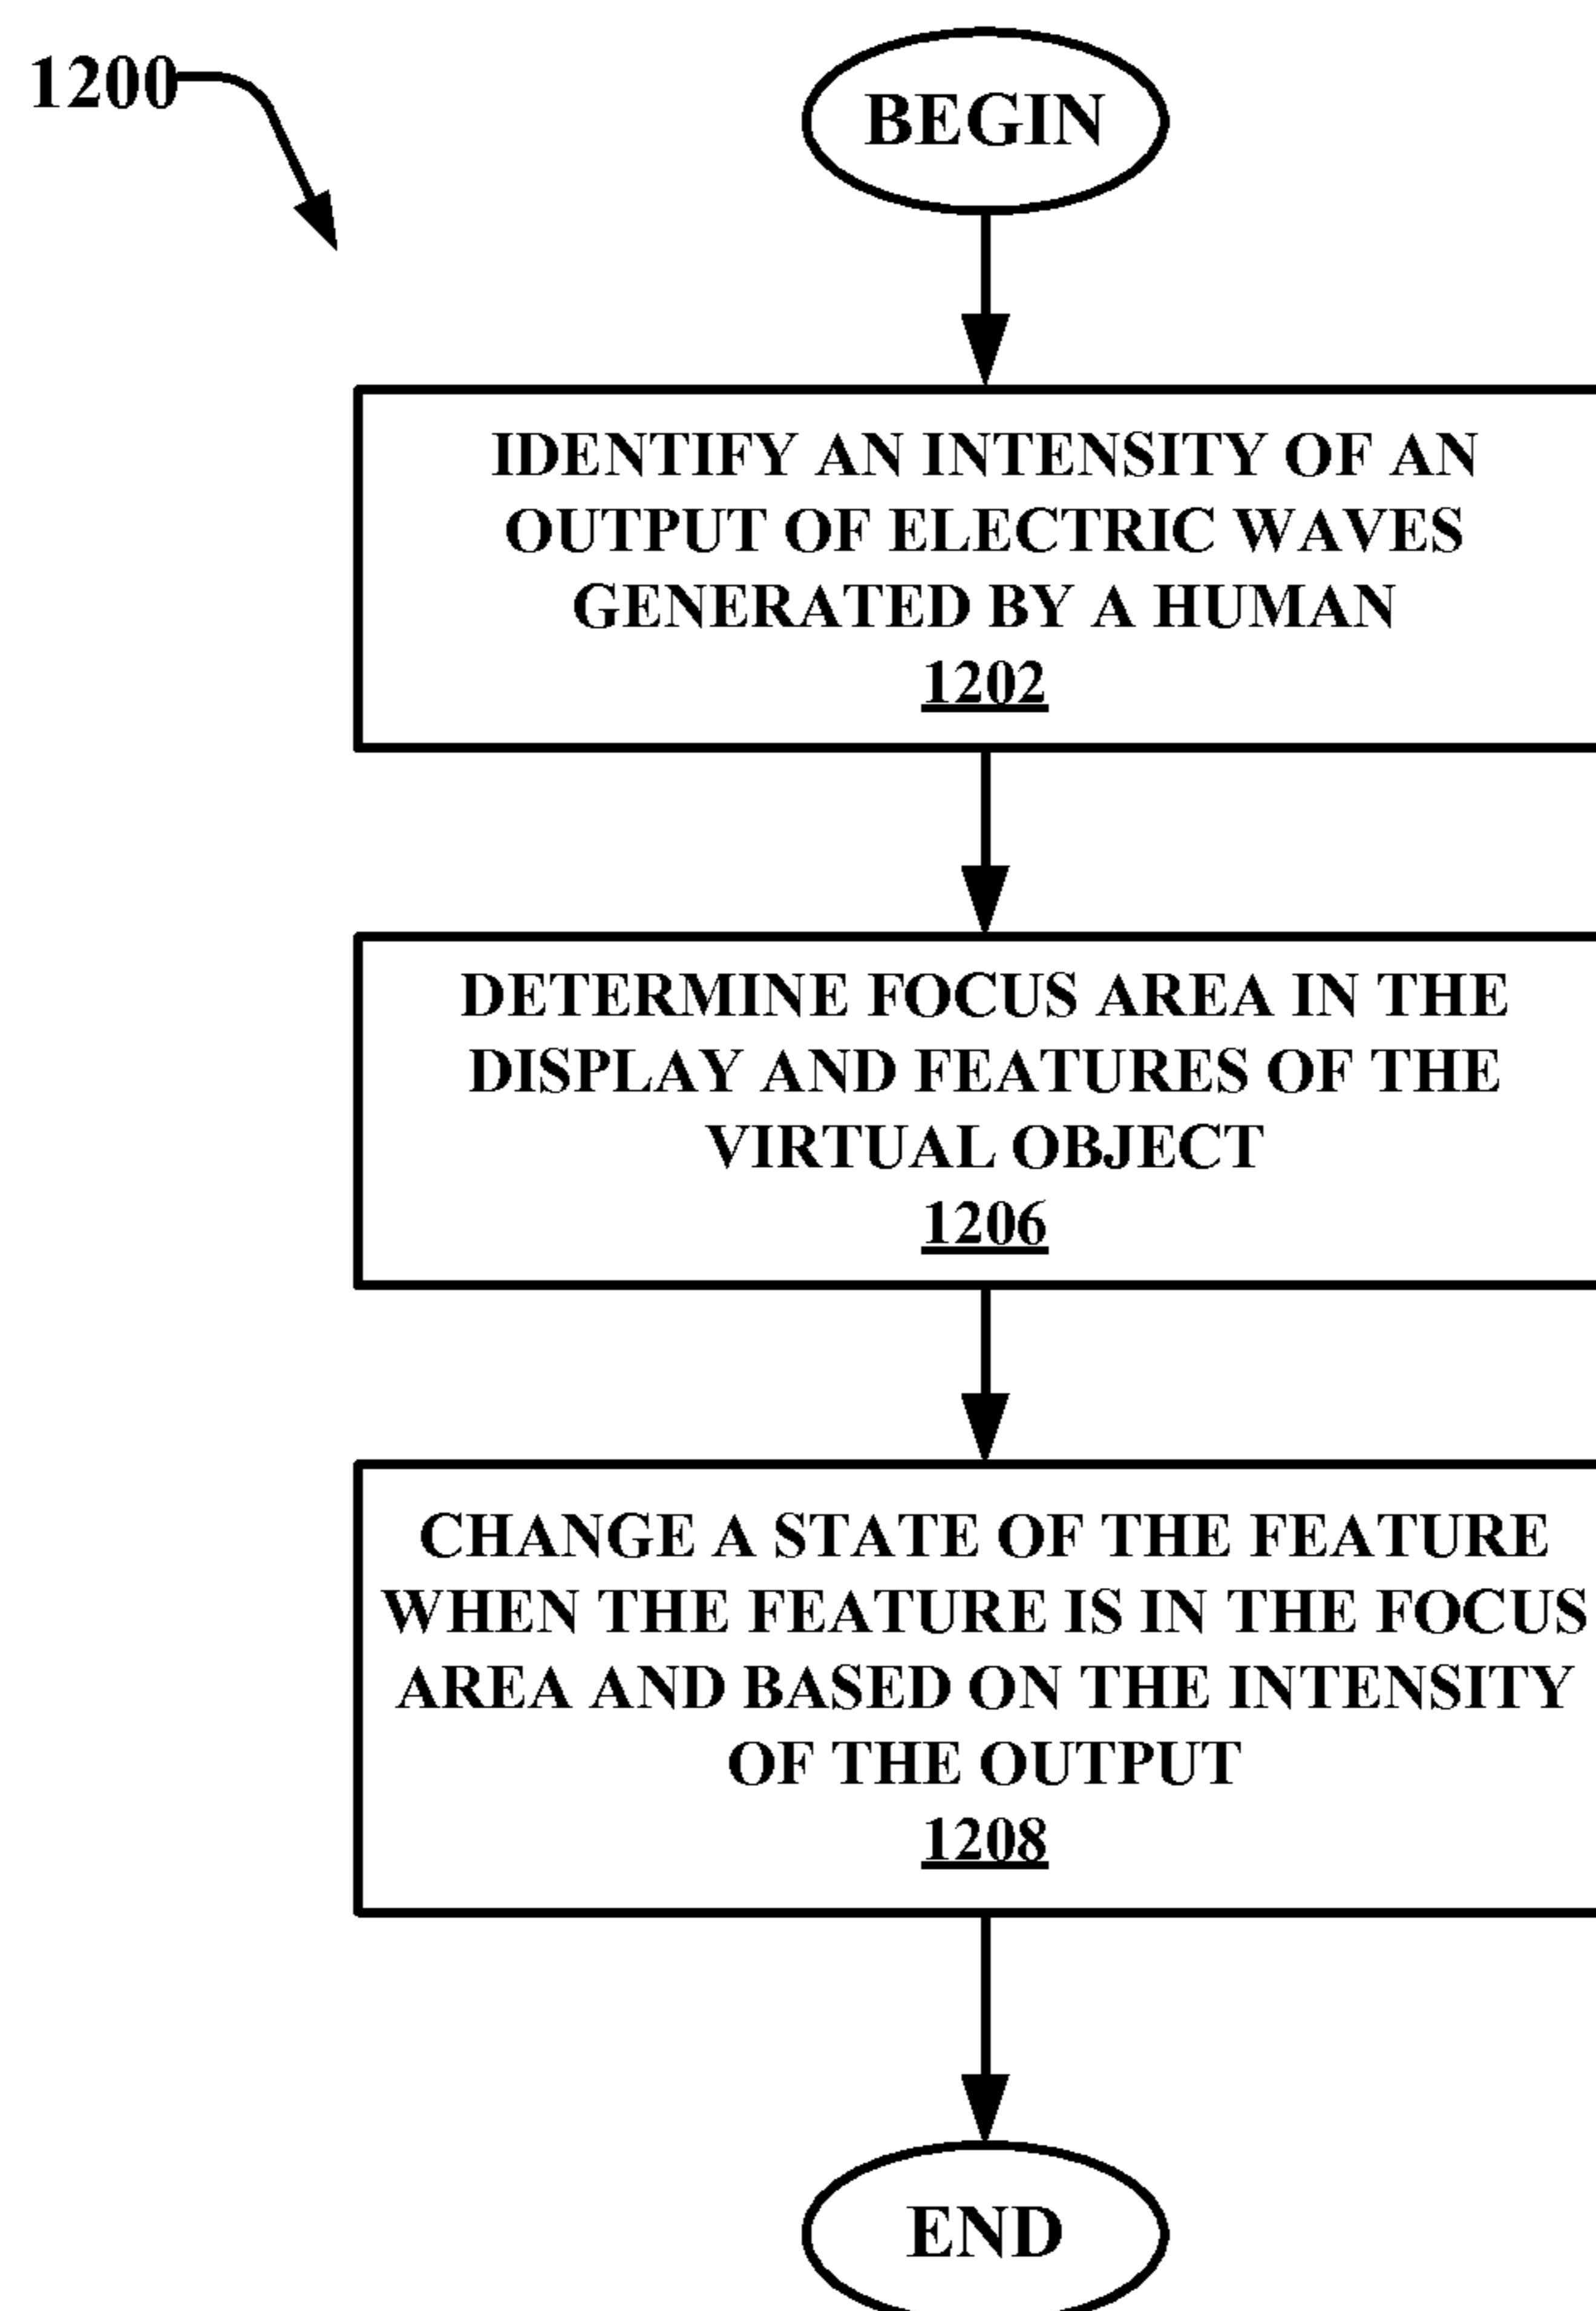 1200
BEGIN
IDENTIFY AN INTENSITY OF AN
OUTPUT OF ELECTRIC WAVES
GENERATED BY A HUMAN
1202
DETERMINE FOCUS AREA IN THE
DISPLAY AND FEATURES OF THE
VIRTUAL OBJECT
1206
CHANGE A STATE OF THE FEATURE
WHEN THE FEATURE IS IN THE FOCUS
AREA AND BASED ON THE INTENSITY
OF THE OUTPUT
1208
END